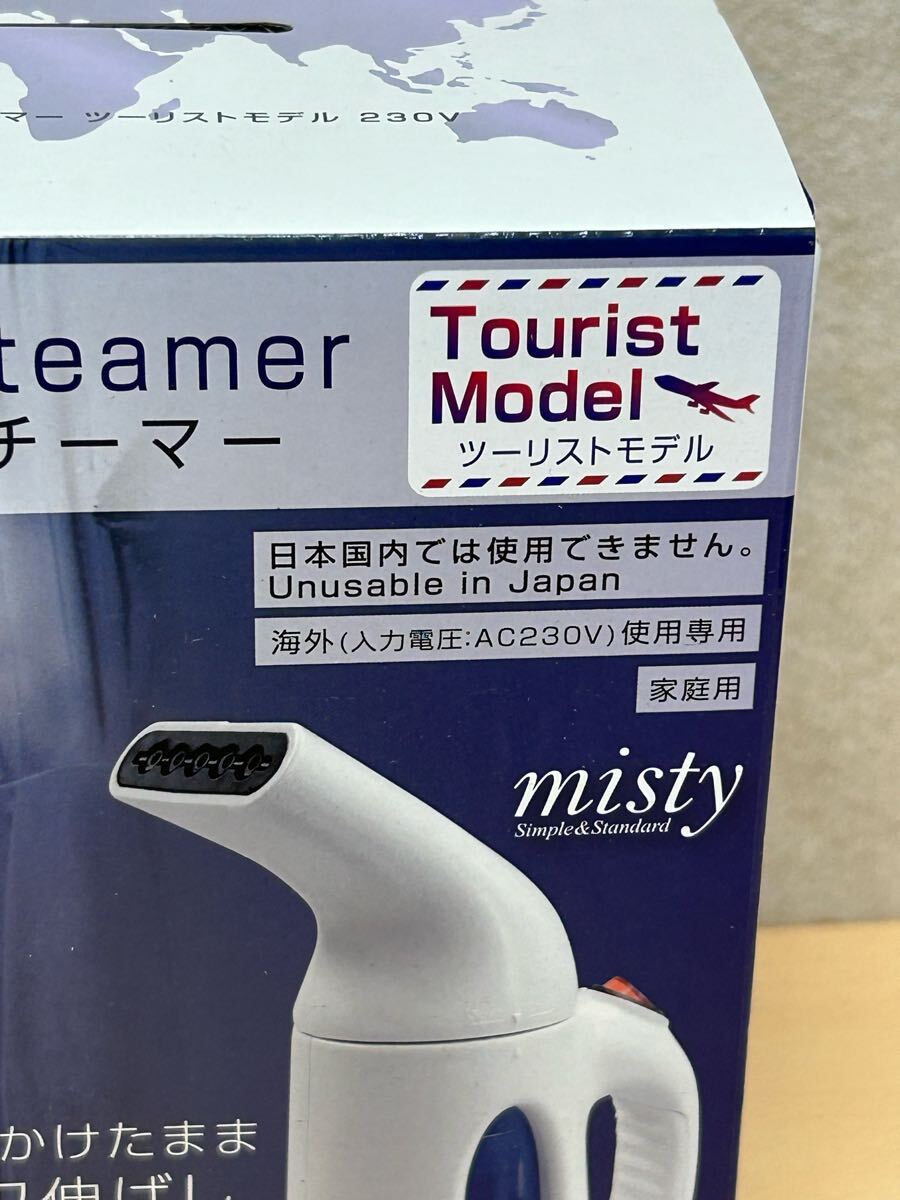 マー ツーリストモデル 230V
teamer
チーマー
Tourist
Model
ツーリストモデル
日本国内では使用できません。
Unusable in Japan
海外(入力電圧:AC230V)使用専用
家庭用
misty
Simple&Standard
かけたまま
伸ばし